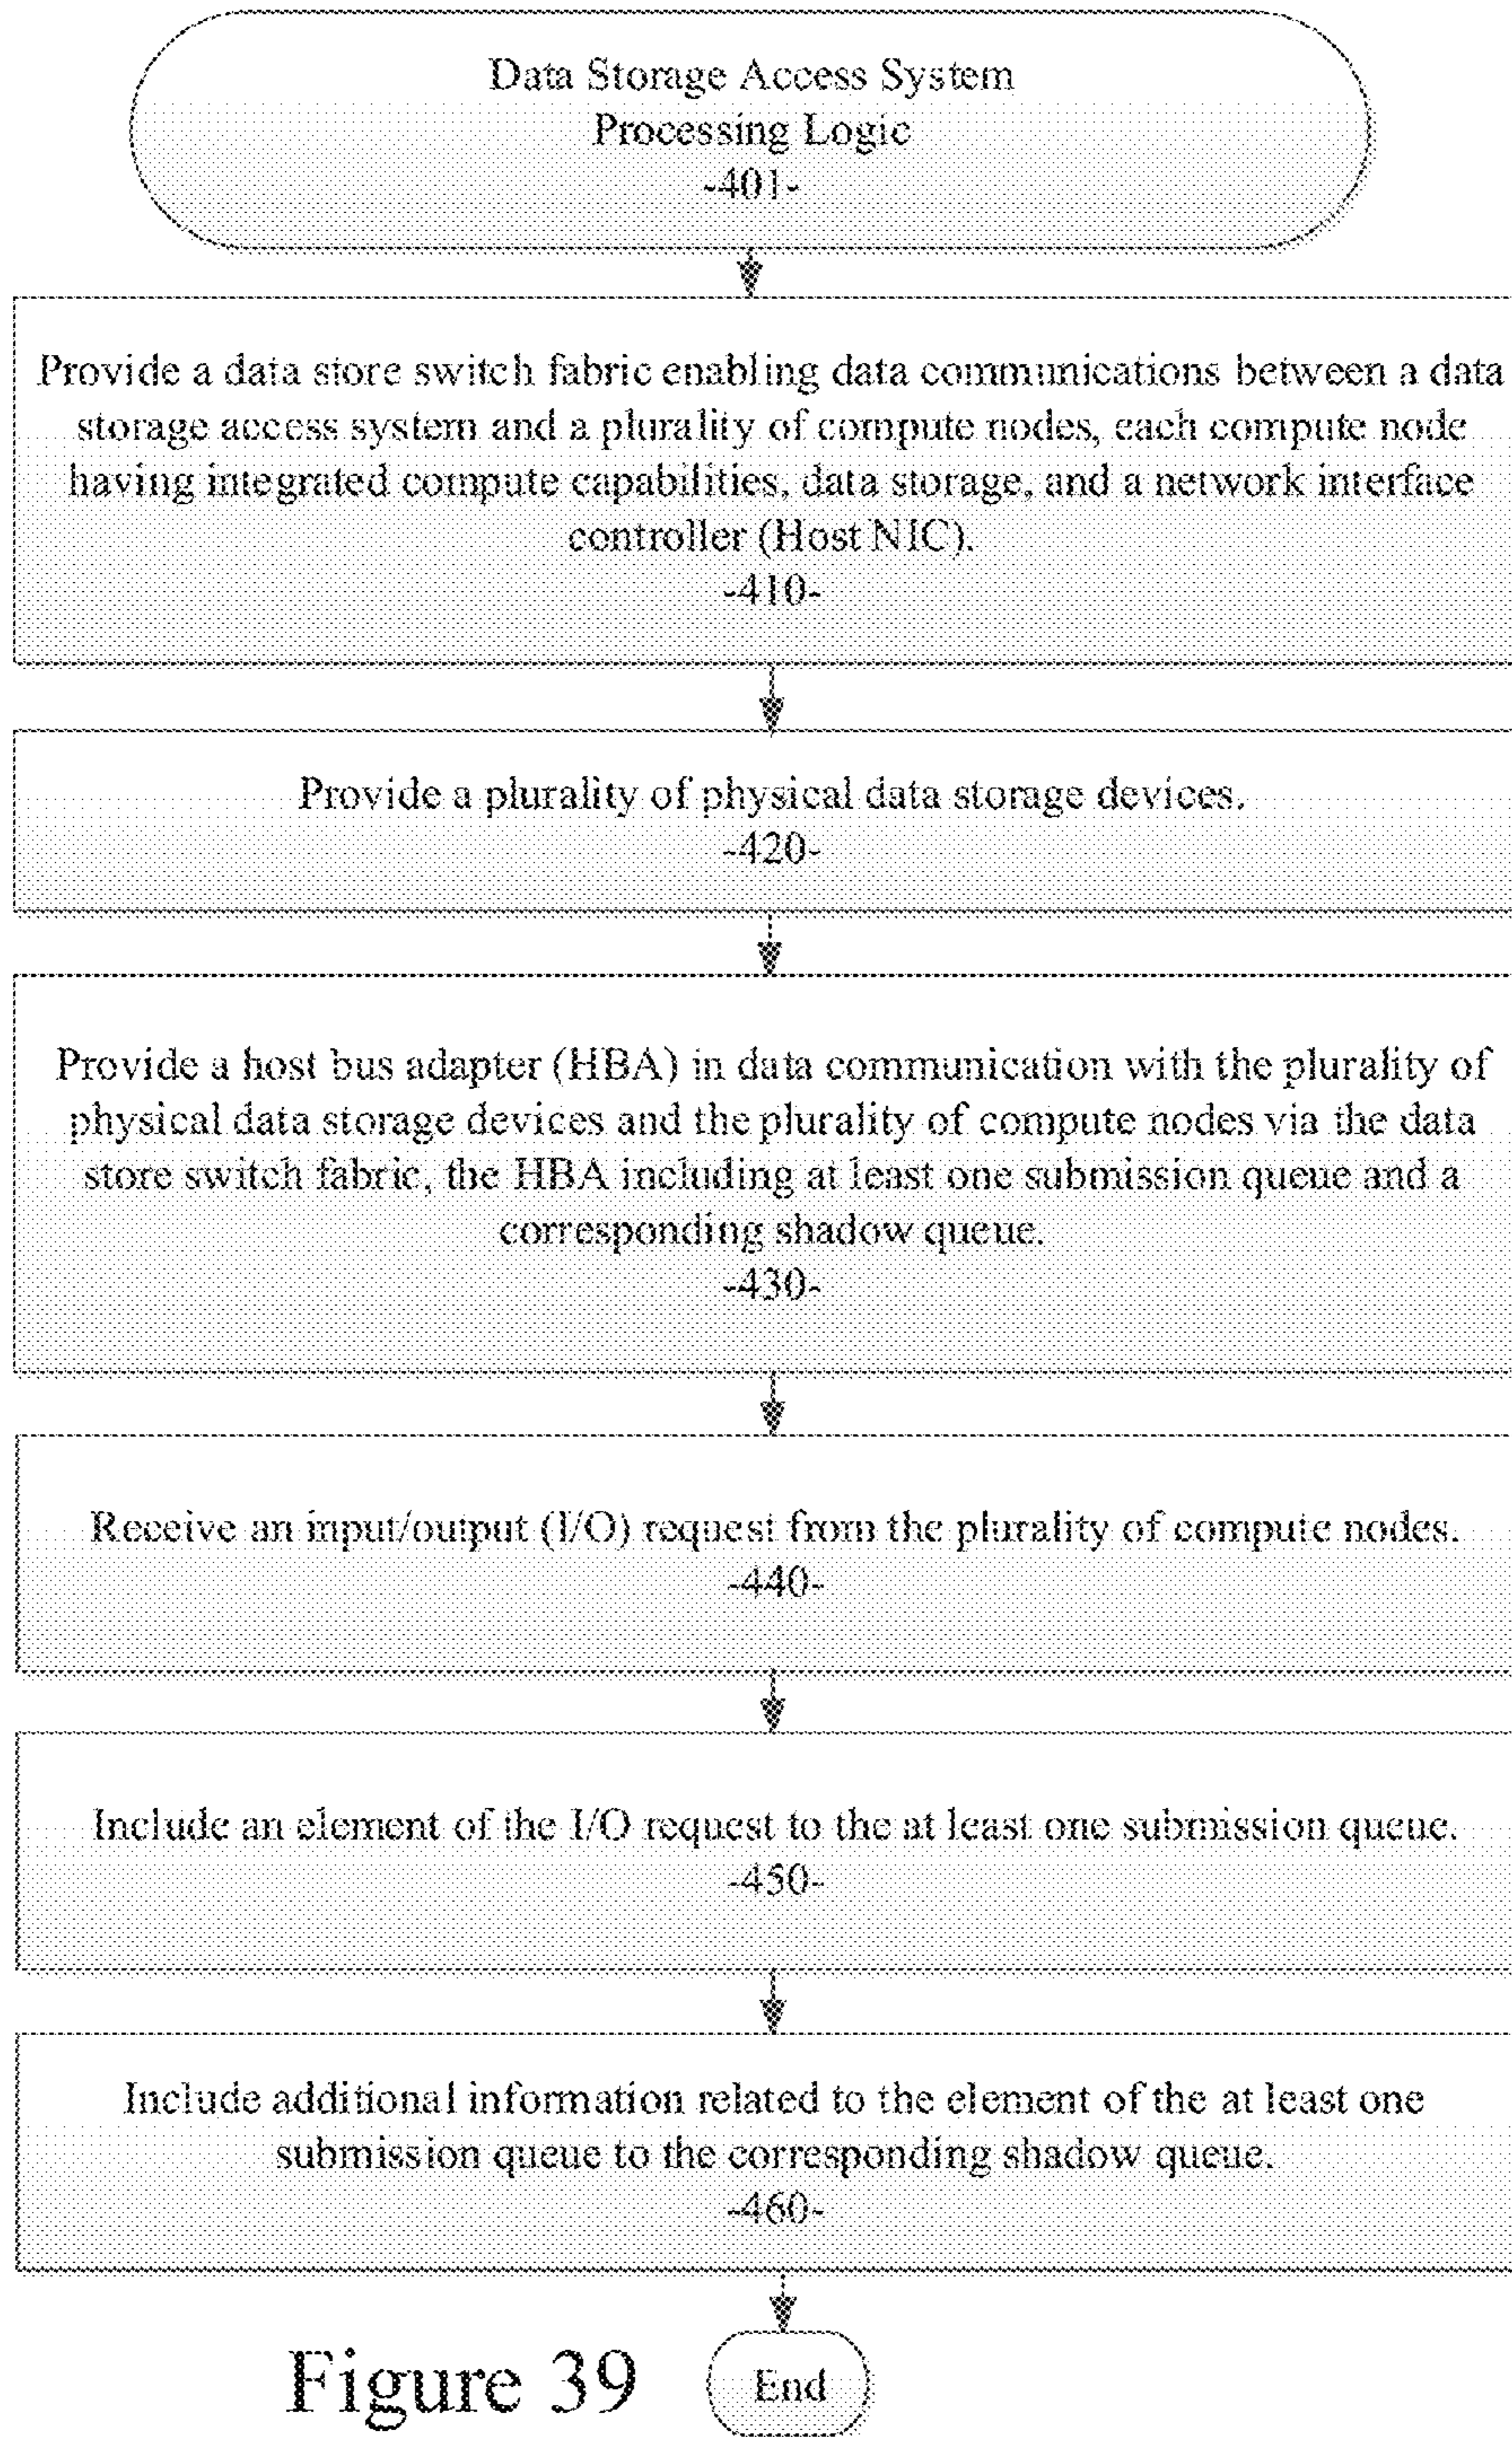 Data Storage Access System
Processing Logic
-401-
Provide a data store switch fabric enabling data communications between a data
storage access system and a plurality of compute nodes, each compute node
having integrated compute capabilities, data storage, and a network interface
controller (Host NIC).
-410-
Provide a plurality of physical data storage devices.
-420-
Provide a host bus adapter (HBA) in data communication with the plurality of
physical data storage devices and the plurality of compute nodes via the data
store switch fabric, the HBA including at least one submission queue and a
corresponding shadow queue.
-430-
Receive an input/output (I/O) request from the plurality of compute nodes.
-440-
Include an element of the I/O request to the at least one submission queue.
-450-
Include additional information related to the element of the at least one
submission queue to the corresponding shadow queue.
-460-
Figure 39
End